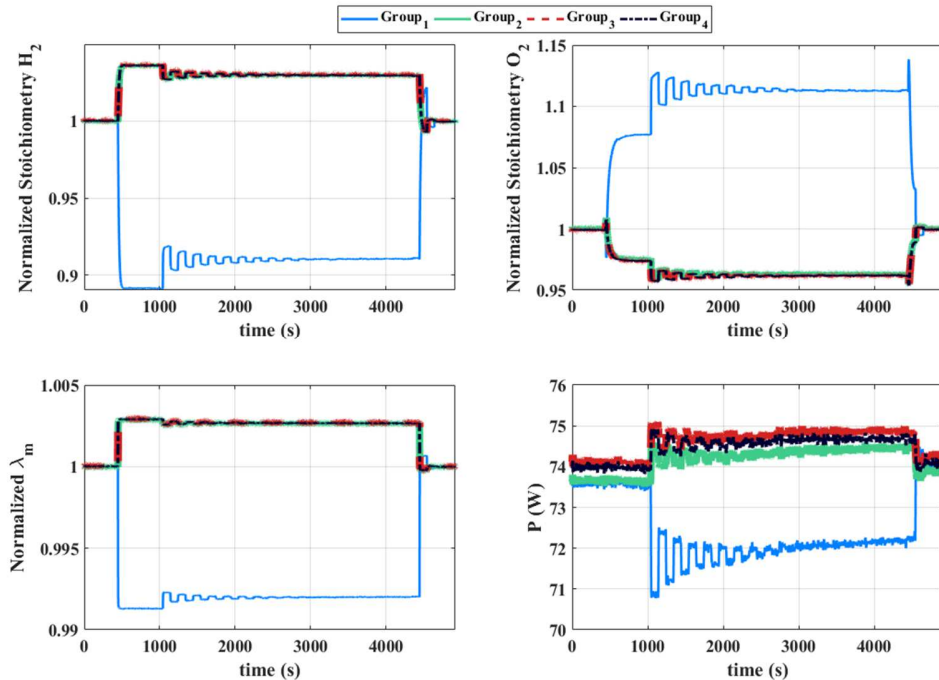 Group1 Group2 Group3 Group4
Normalized Stoichiometry H2
1
0.95
0.9
0 1000 2000 3000 4000
time (s)
Normalized Stoichiometry O2
1.15
1.1
1.05
1
0.95
0 1000 2000 3000 4000
time (s)
Normalized λm
1.005
1
0.995
0.99
0 1000 2000 3000 4000
time (s)
P (W)
76
75
74
73
72
71
70
0 1000 2000 3000 4000
time (s)